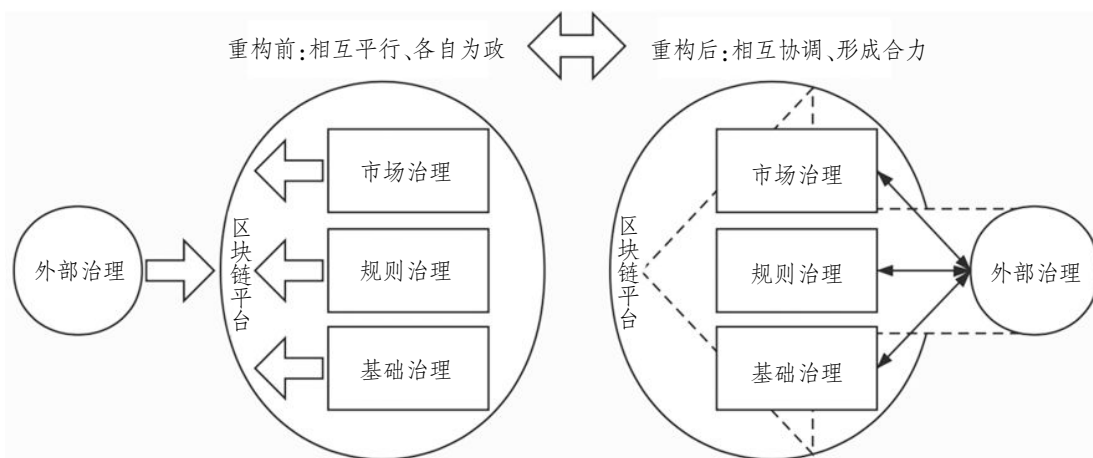 重构前：相互平行、各自为政
重构后：相互协调、形成合力
外部治理
区块链平台
市场治理
规则治理
基础治理
区块链平台
市场治理
规则治理
基础治理
外部治理